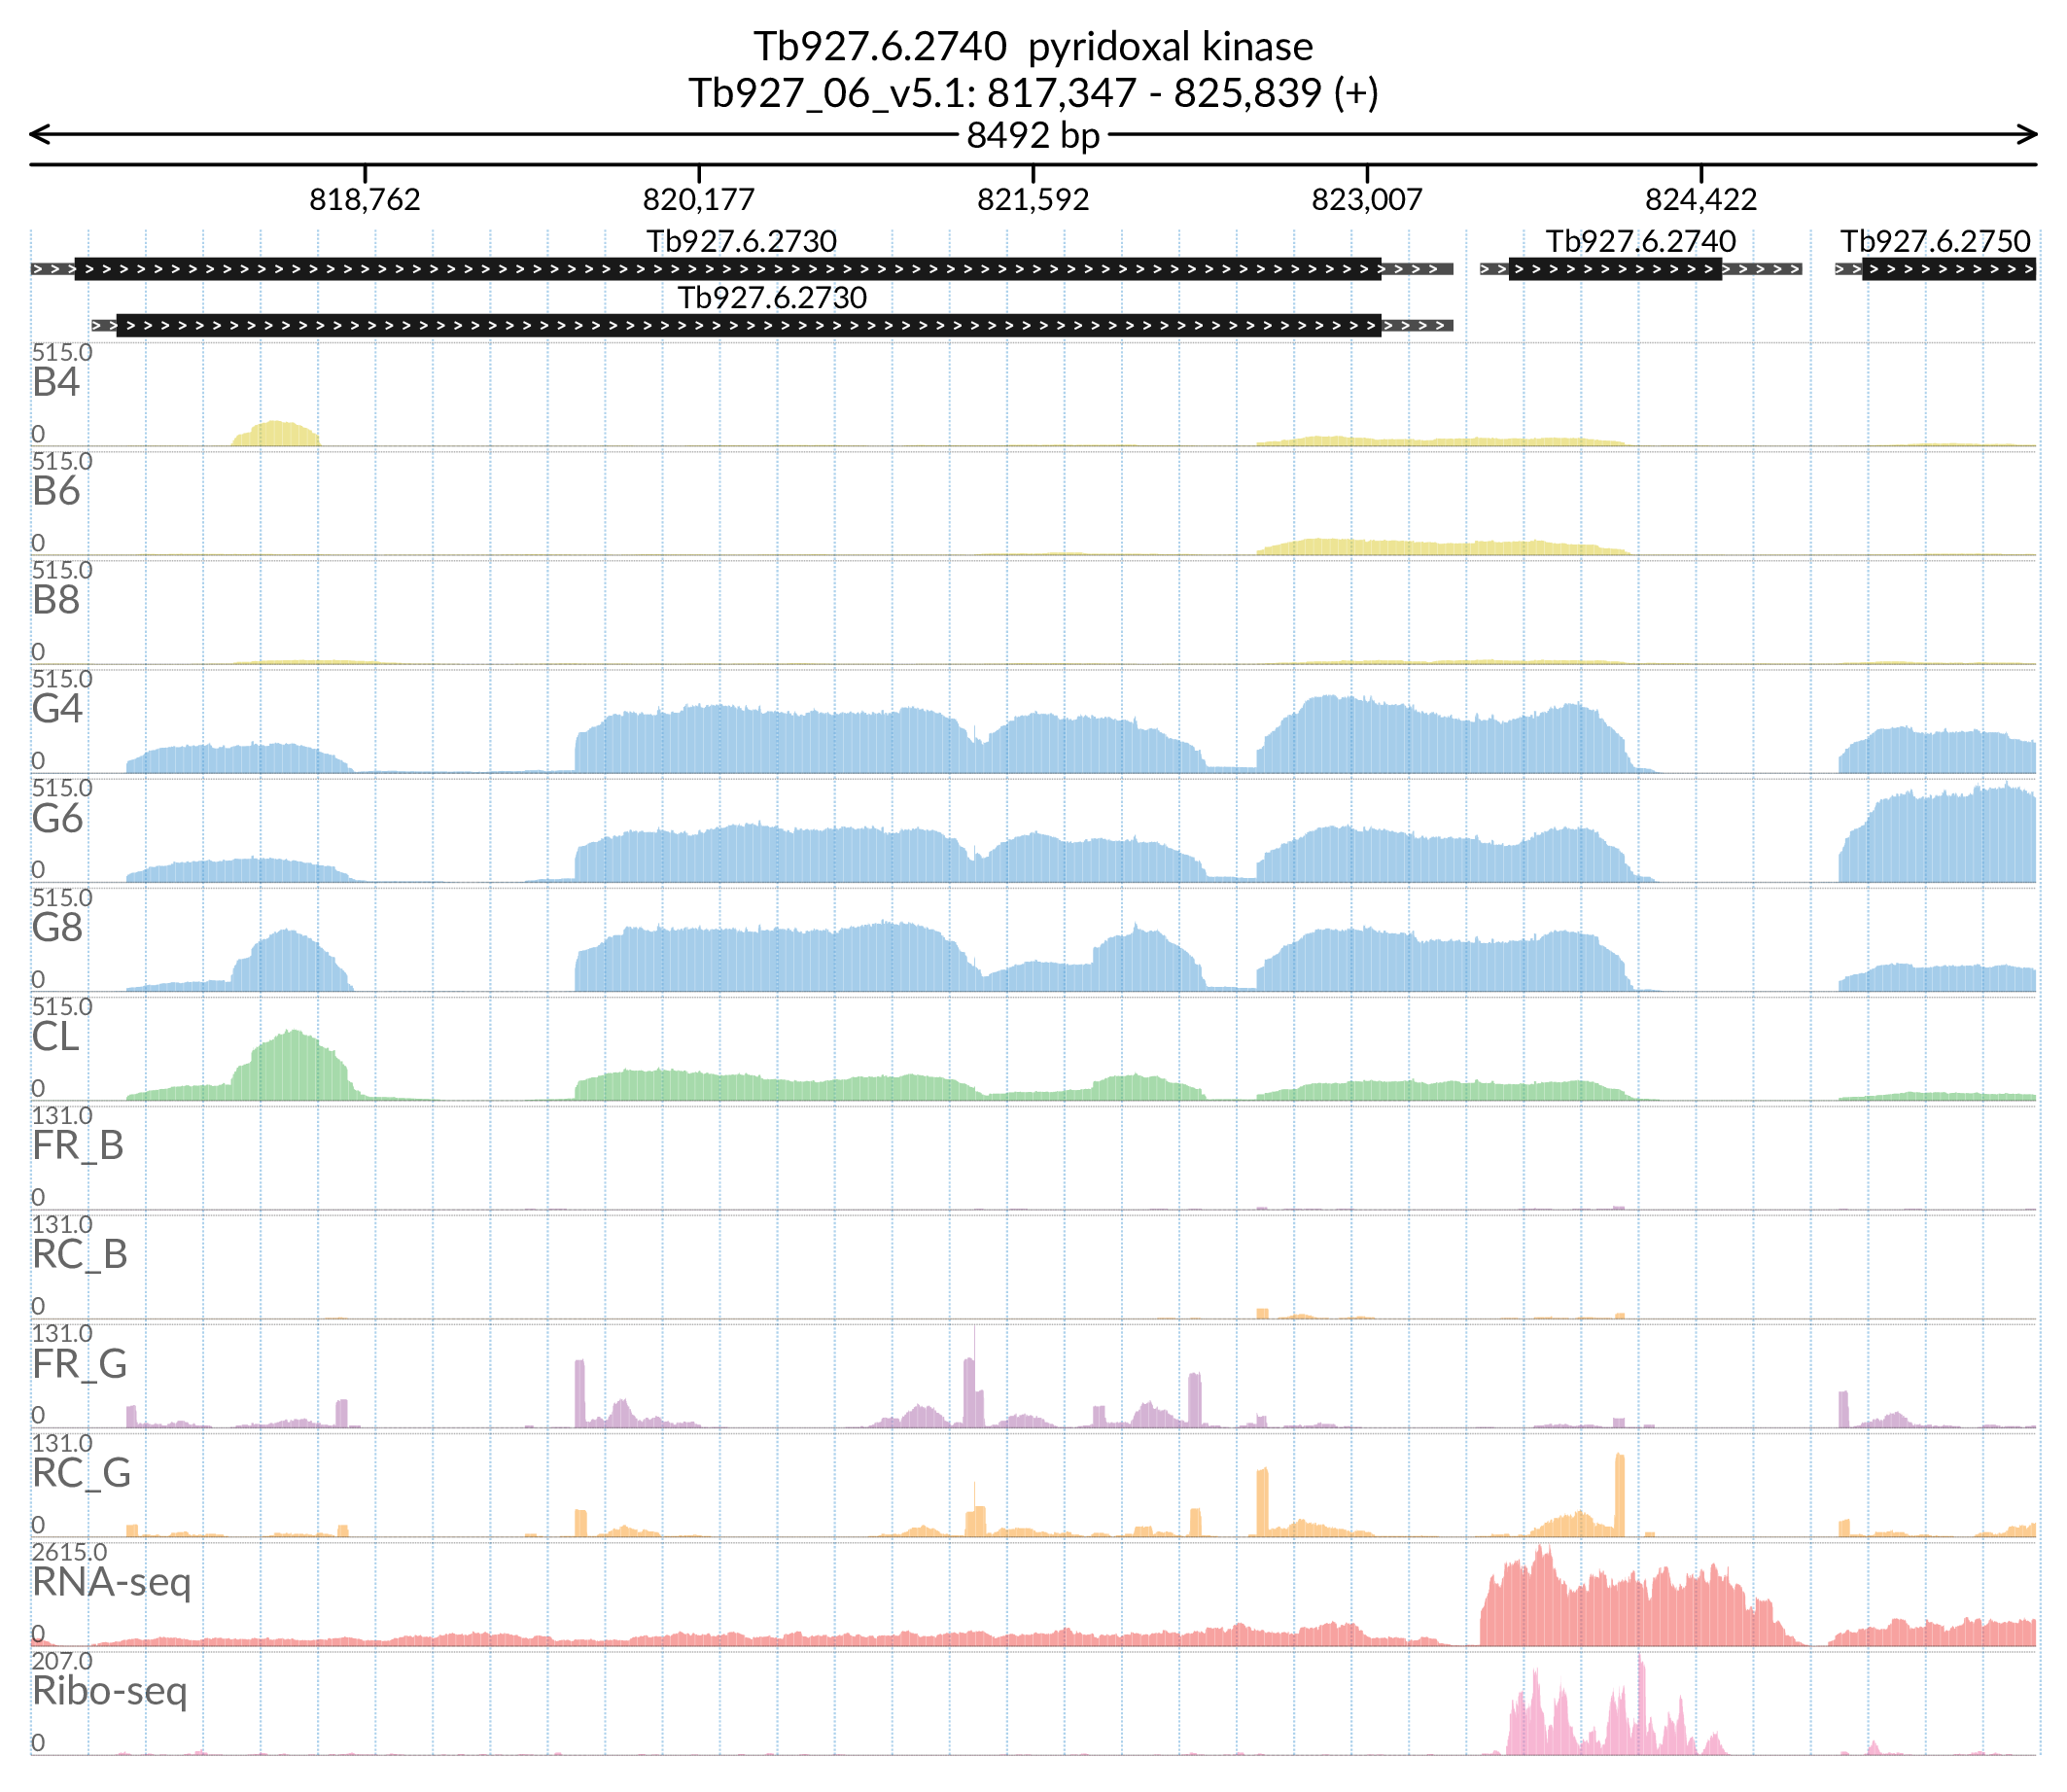 Tb927.6.2740 pyridoxal kinase
Tb927_06_v5.1: 817,347 - 825,839 (+)
8492 bp
818,762 820,177 821,592 823,007 824,422
Tb927.6.2730 Tb927.6.2740 Tb927.6.2750
Tb927.6.2730
515.0
B4
0
515.0
B6
0
515.0
B8
0
515.0
G4
0
515.0
G6
0
515.0
G8
0
515.0
CL
0
131.0
FR_B
0
131.0
RC_B
0
131.0
FR_G
0
131.0
RC_G
0
2615.0
RNA-seq
0
207.0
Ribo-seq
0